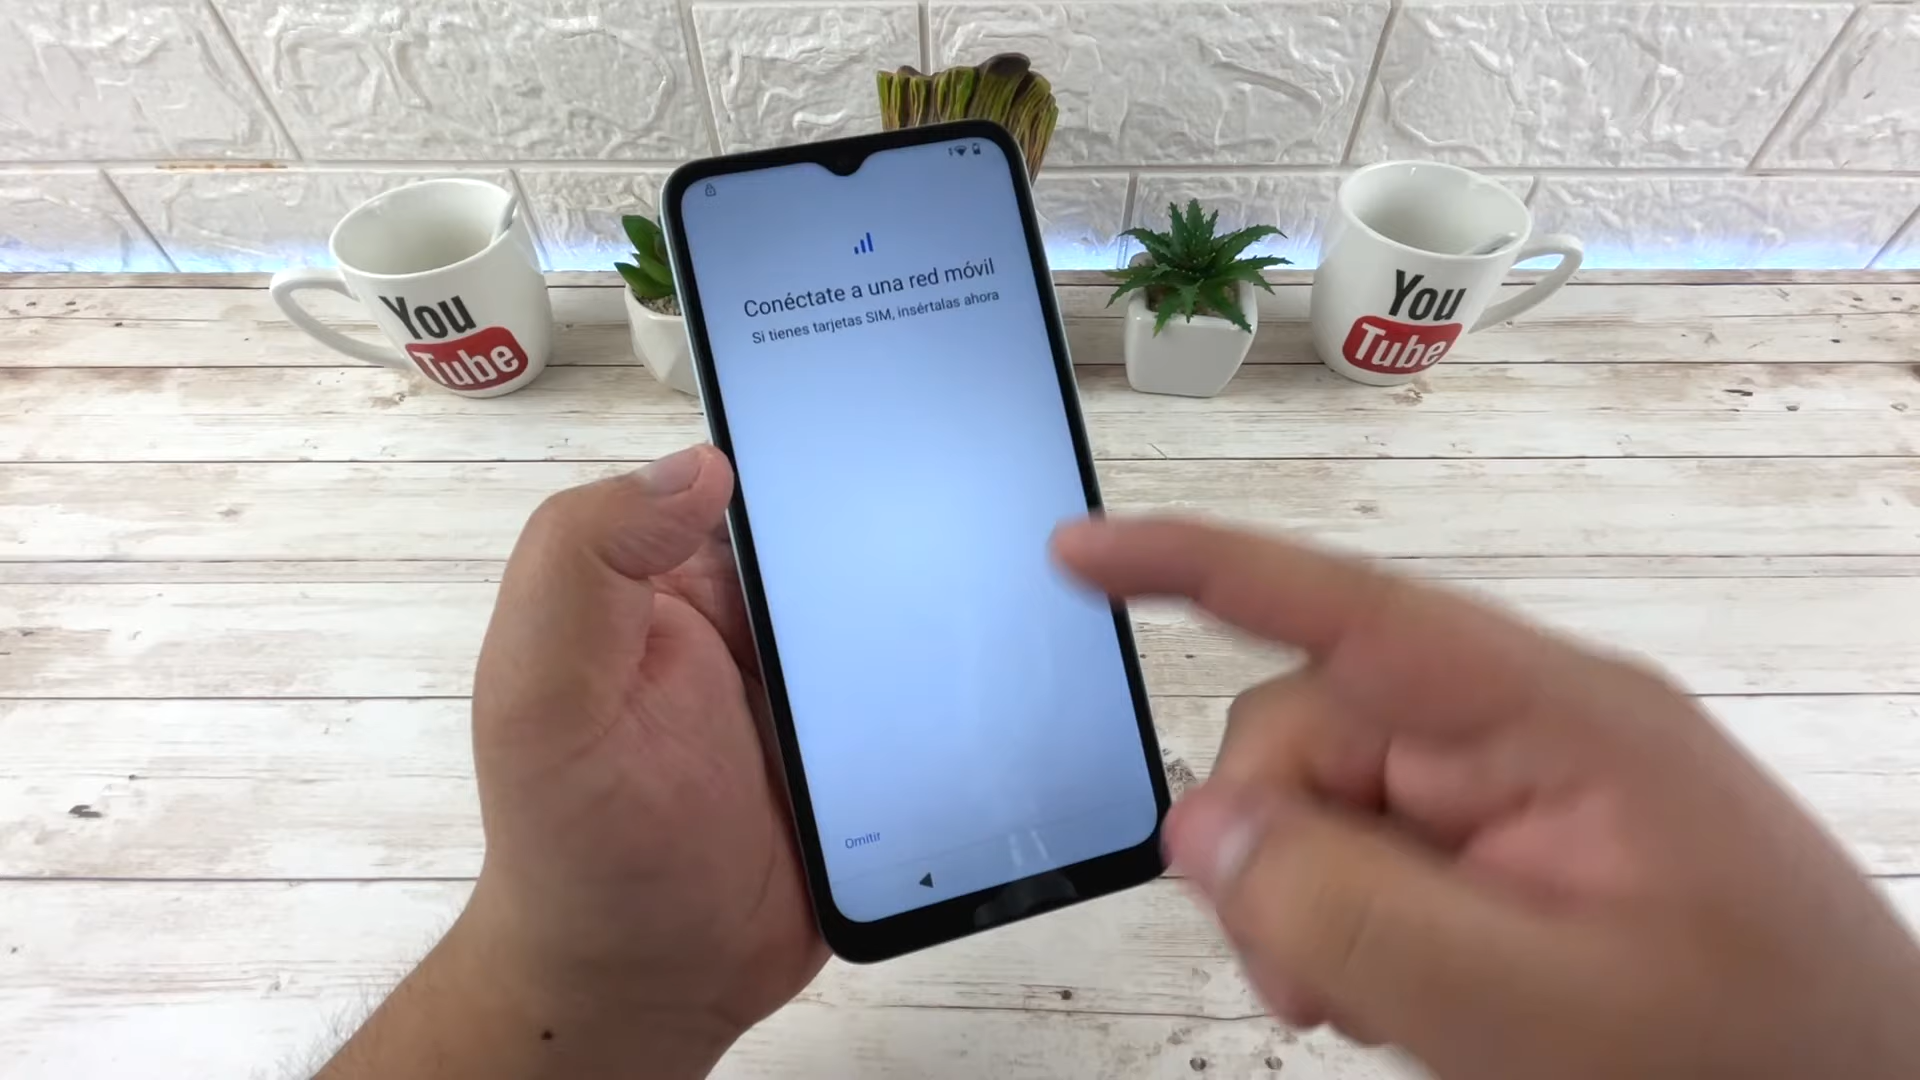 Conéctate a una red móvil
Si tienes tarjetas SIM, insértalas ahora
Omitir
You
Tube
You
Tube